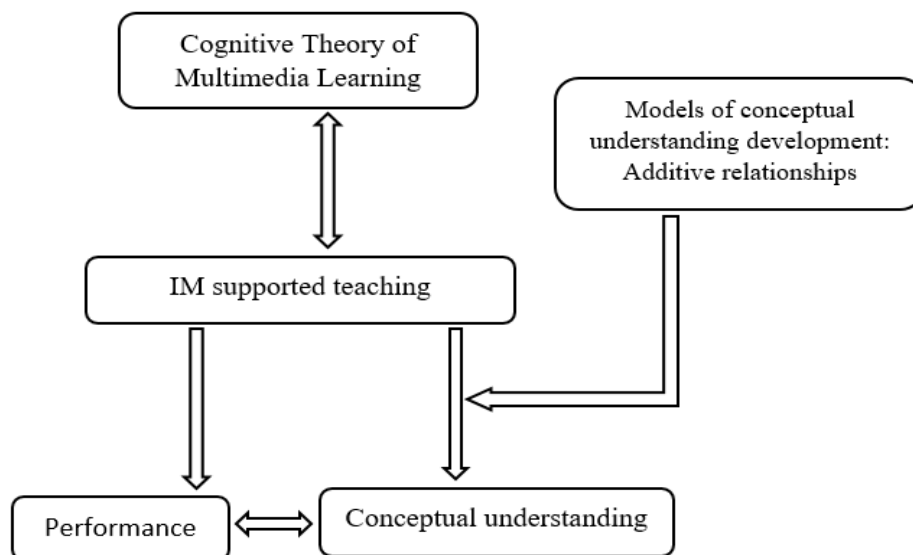 Cognitive Theory of
Multimedia Learning
Models of conceptual
understanding development:
Additive relationships
IM supported teaching
Performance
Conceptual understanding